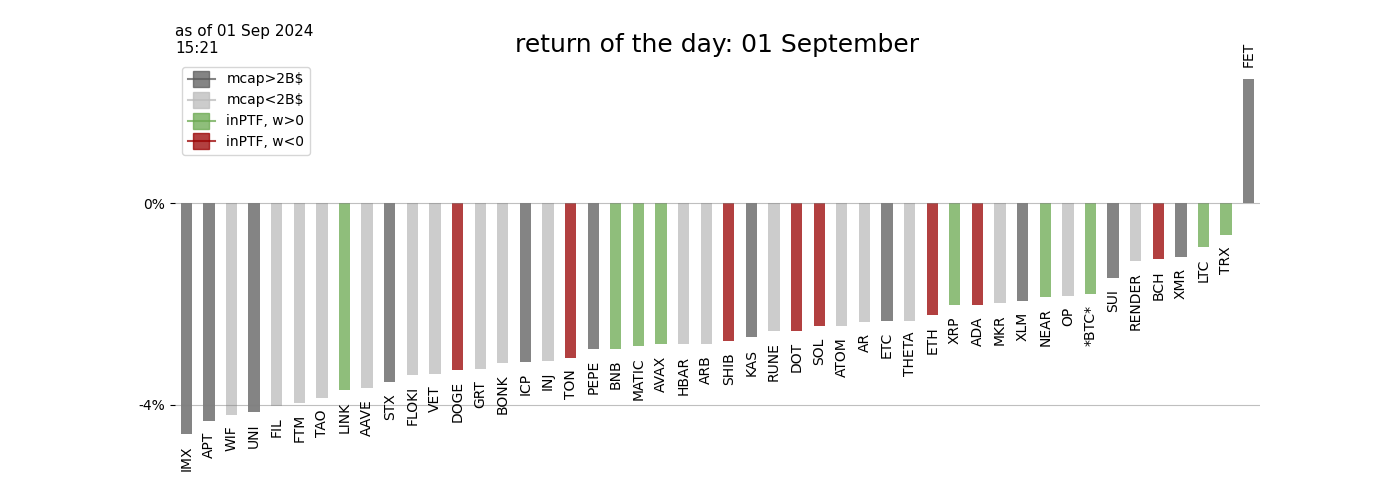 as of 01 Sep 2024
15:21
return of the day: 01 September
mcap>2B$
mcap<2B$
inPTF, w>0
inPTF, w<0
0%
-4%
IMX
APT
WIF
UNI
FIL
FTM
TAO
LINK
AAVE
STX
FLOKI
VET
DOGE
GRT
BONK
ICP
INJ
TON
PEPE
BNB
MATIC
AVAX
HBAR
ARB
SHIB
KAS
RUNE
DOT
SOL
ATOM
AR
ETC
THETA
ETH
XRP
ADA
MKR
XLM
NEAR
OP
*BTC*
SUI
RENDER
BCH
XMR
LTC
TRX
FET